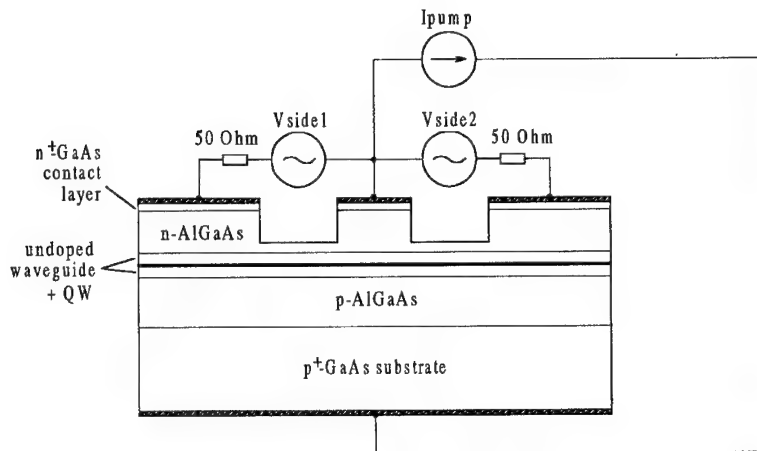 Ipump
Vside1
Vside2
50 Ohm
50 Ohm
n+-GaAs
contact
layer
n-AlGaAs
undoped
waveguide
+ QW
p-AlGaAs
p+-GaAs substrate